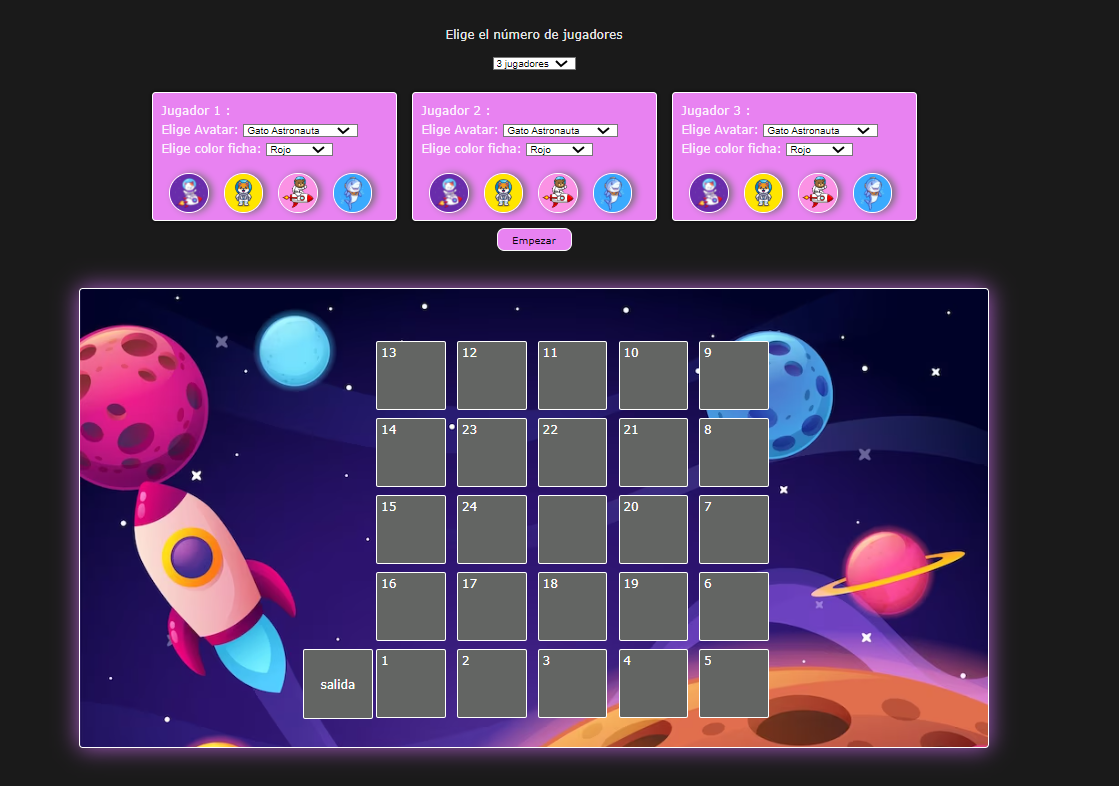 Elige el número de jugadores
3 jugadores
Jugador 1 :
Elige Avatar: Gato Astronauta
Elige color ficha: Rojo
Jugador 2 :
Elige Avatar: Gato Astronauta
Elige color ficha: Rojo
Jugador 3 :
Elige Avatar: Gato Astronauta
Elige color ficha: Rojo
Empezar
13 12 11 10 9
14 23 22 21 8
15 24 20 7
16 17 18 19 6
salida 1 2 3 4 5